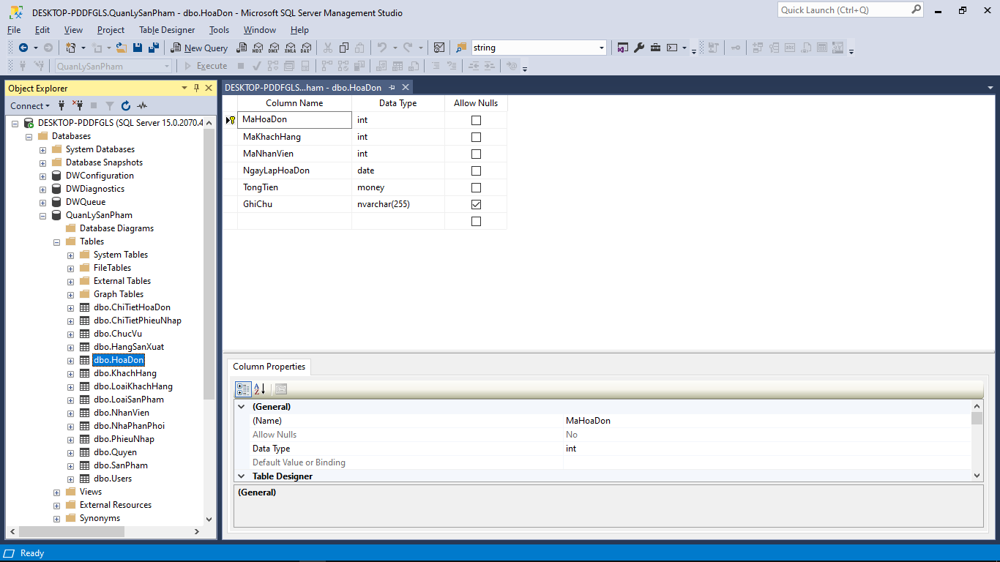 DESKTOP-PDDFGLS.QuanLySanPham - dbo.HoaDon - Microsoft SQL Server Management Studio
Quick Launch (Ctrl+Q)
File Edit View Project Table Designer Tools Window Help
New Query MDX DMX XMLA DAX string
QuanLySanPham Execute
Object Explorer
DESKTOP-PDDFGLS...ham - dbo.HoaDon
Connect
DESKTOP-PDDFGLS (SQL Server 15.0.2070.4
Databases
System Databases
Database Snapshots
DWConfiguration
DWDiagnostics
DWQueue
QuanLySanPham
Database Diagrams
Tables
System Tables
FileTables
External Tables
Graph Tables
dbo.ChiTietHoaDon
dbo.ChiTietPhieuNhap
dbo.ChucVu
dbo.HangSanXuat
dbo.HoaDon
dbo.KhachHang
dbo.LoaiKhachHang
dbo.LoaiSanPham
dbo.NhanVien
dbo.NhaPhanPhoi
dbo.PhieuNhap
dbo.Quyen
dbo.SanPham
dbo.Users
Views
External Resources
Synonyms
Column Name Data Type Allow Nulls
MaHoaDon int
MaKhachHang int
MaNhanVien int
NgayLapHoaDon date
TongTien money
GhiChu nvarchar(255)
Column Properties
(General)
(Name) MaHoaDon
Allow Nulls No
Data Type int
Default Value or Binding
Table Designer
(General)
Ready